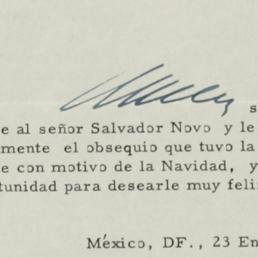 s
e al señor Salvador Novo y le
mente el obsequio que tuvo la
e con motivo de la Navidad, y
tunidad para desearle muy feli
México, DF., 23 En